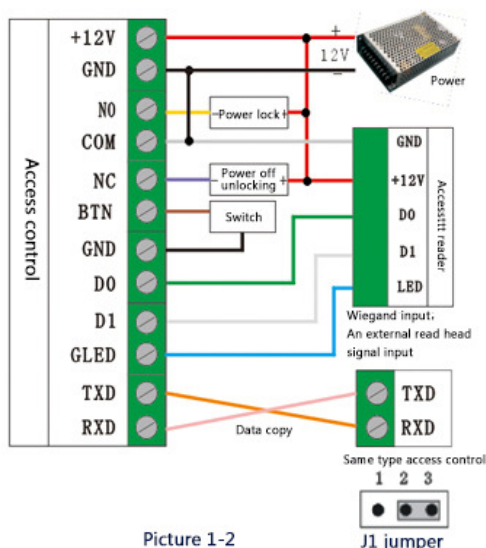 +12V
GND
N0
COM
NC
BTN
GND
D0
D1
GLED
TXD
RXD
Access control
+
12V
−
Power
−Power lock+
− Power off +
unlocking
Switch
GND
+12V
D0
D1
LED
Accessttt reader
Wiegand input,
An external read head
signal input
Data copy
TXD
RXD
Same type access control
1 2 3
J1 jumper
Picture 1-2